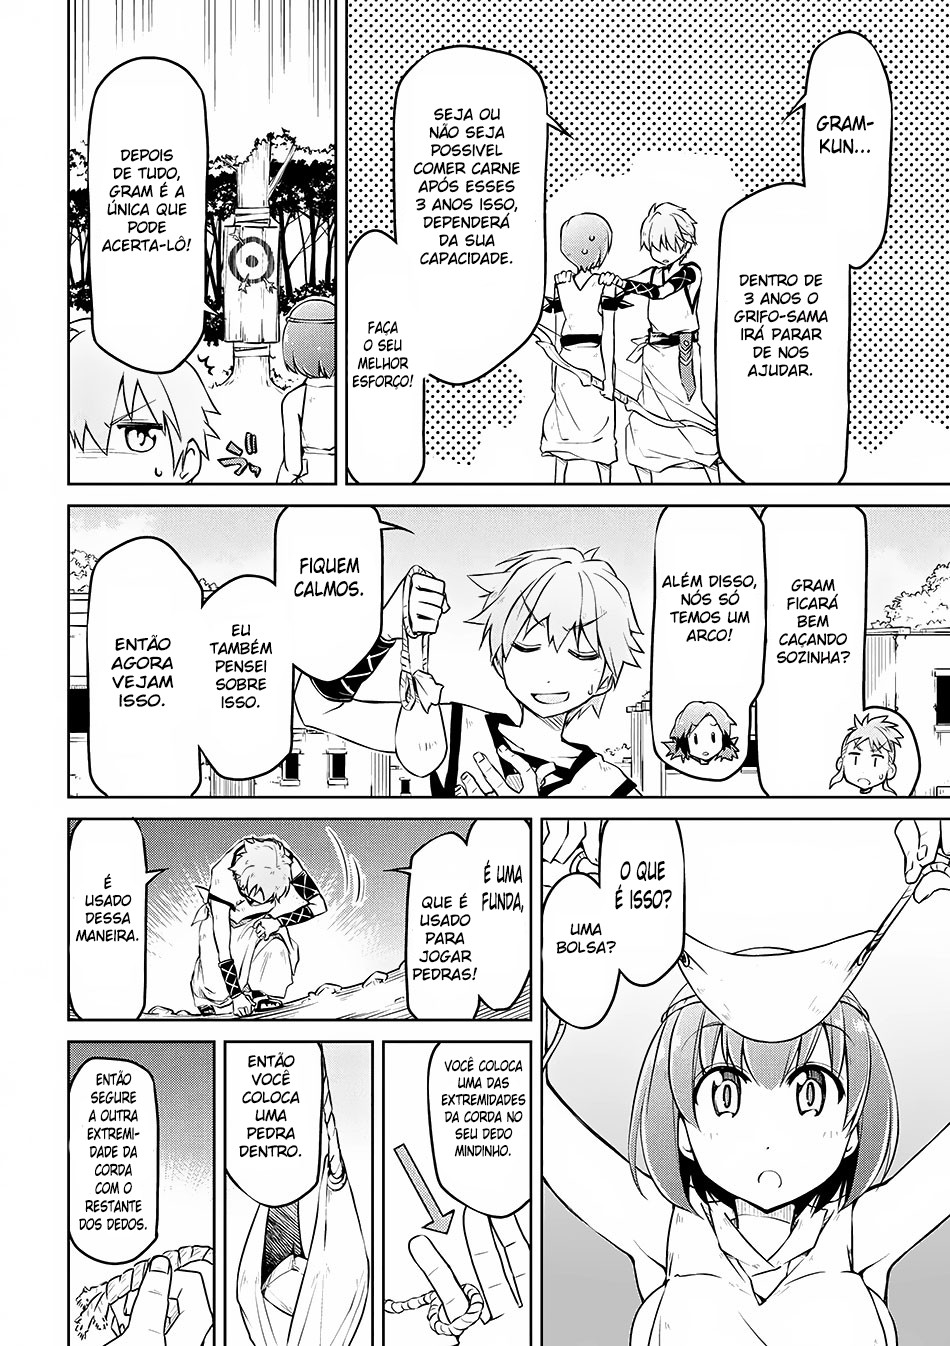 GRAM-
KUN...
DENTRO DE
3 ANOS O
GRIFO-SAMA
IRÁ PARAR
DE NOS
AJUDAR.
SEJA OU
NÃO SEJA
POSSIVEL
COMER CARNE
APÓS ESSES
3 ANOS ISSO,
DEPENDERÁ
DA SUA
CAPACIDADE.
FAÇA
O SEU
MELHOR
ESFORÇO!
DEPOIS
DE TUDO,
GRAM É A
ÚNICA QUE
PODE
ACERTA-LÔ!
GRAM
FICARÁ
BEM
CAÇANDO
SOZINHA?
ALÉM DISSO,
NÓS SÓ
TEMOS UM
ARCO!
FIQUEM
CALMOS.
EU
TAMBÉM
PENSEI
SOBRE
ISSO.
ENTÃO
AGORA
VEJAM
ISSO.
O QUE
É ISSO?
UMA
BOLSA?
É UMA
FUNDA,
QUE É
USADO
PARA
JOGAR
PEDRAS!
É
USADO
DESSA
MANEIRA.
VOCÊ COLOCA
UMA DAS
EXTREMIDADES
DA CORDA NO
SEU DEDO
MINDINHO.
ENTÃO
VOCÊ
COLOCA
UMA
PEDRA
DENTRO.
ENTÃO
SEGURE
A OUTRA
EXTREMI-
DADE DA
CORDA
COM O
RESTANTE
DOS DEDOS.